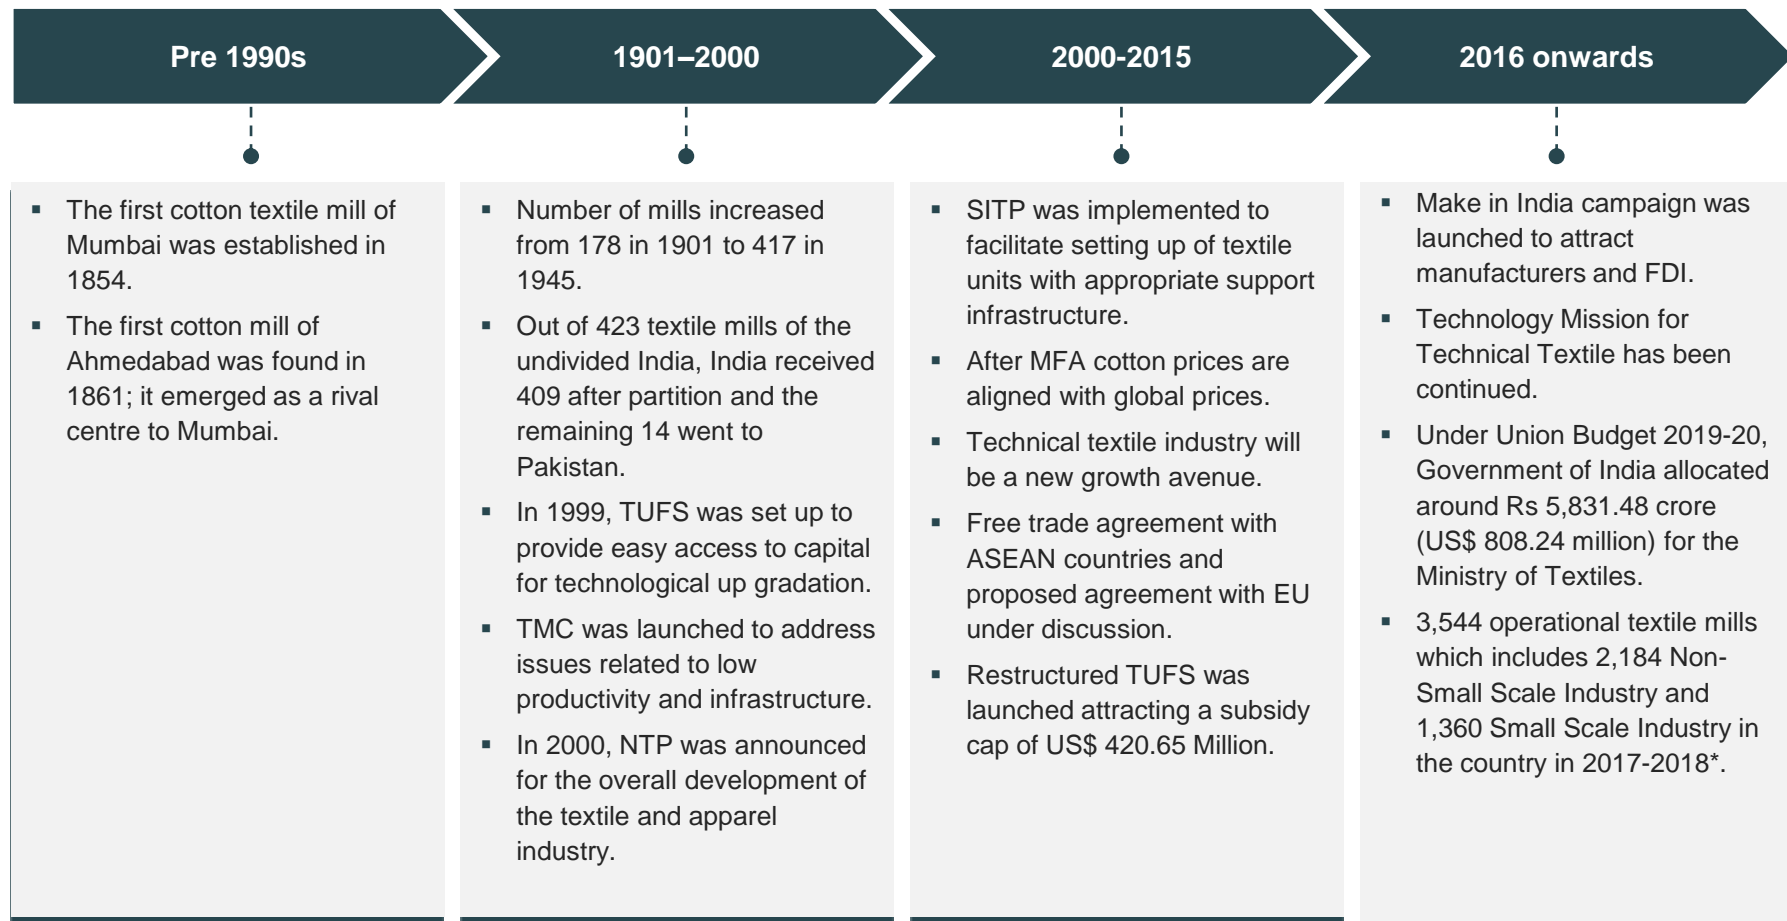 Pre 1990s
1901–2000
2000-2015
2016 onwards
▪ The first cotton textile mill of
Mumbai was established in
1854.
▪ The first cotton mill of
Ahmedabad was found in
1861; it emerged as a rival
centre to Mumbai.
▪ Number of mills increased
from 178 in 1901 to 417 in
1945.
▪ Out of 423 textile mills of the
undivided India, India received
409 after partition and the
remaining 14 went to
Pakistan.
▪ In 1999, TUFS was set up to
provide easy access to capital
for technological up gradation.
▪ TMC was launched to address
issues related to low
productivity and infrastructure.
▪ In 2000, NTP was announced
for the overall development of
the textile and apparel
industry.
▪ SITP was implemented to
facilitate setting up of textile
units with appropriate support
infrastructure.
▪ After MFA cotton prices are
aligned with global prices.
▪ Technical textile industry will
be a new growth avenue.
▪ Free trade agreement with
ASEAN countries and
proposed agreement with EU
under discussion.
▪ Restructured TUFS was
launched attracting a subsidy
cap of US$ 420.65 Million.
▪ Make in India campaign was
launched to attract
manufacturers and FDI.
▪ Technology Mission for
Technical Textile has been
continued.
▪ Under Union Budget 2019-20,
Government of India allocated
around Rs 5,831.48 crore
(US$ 808.24 million) for the
Ministry of Textiles.
▪ 3,544 operational textile mills
which includes 2,184 Non-
Small Scale Industry and
1,360 Small Scale Industry in
the country in 2017-2018*.